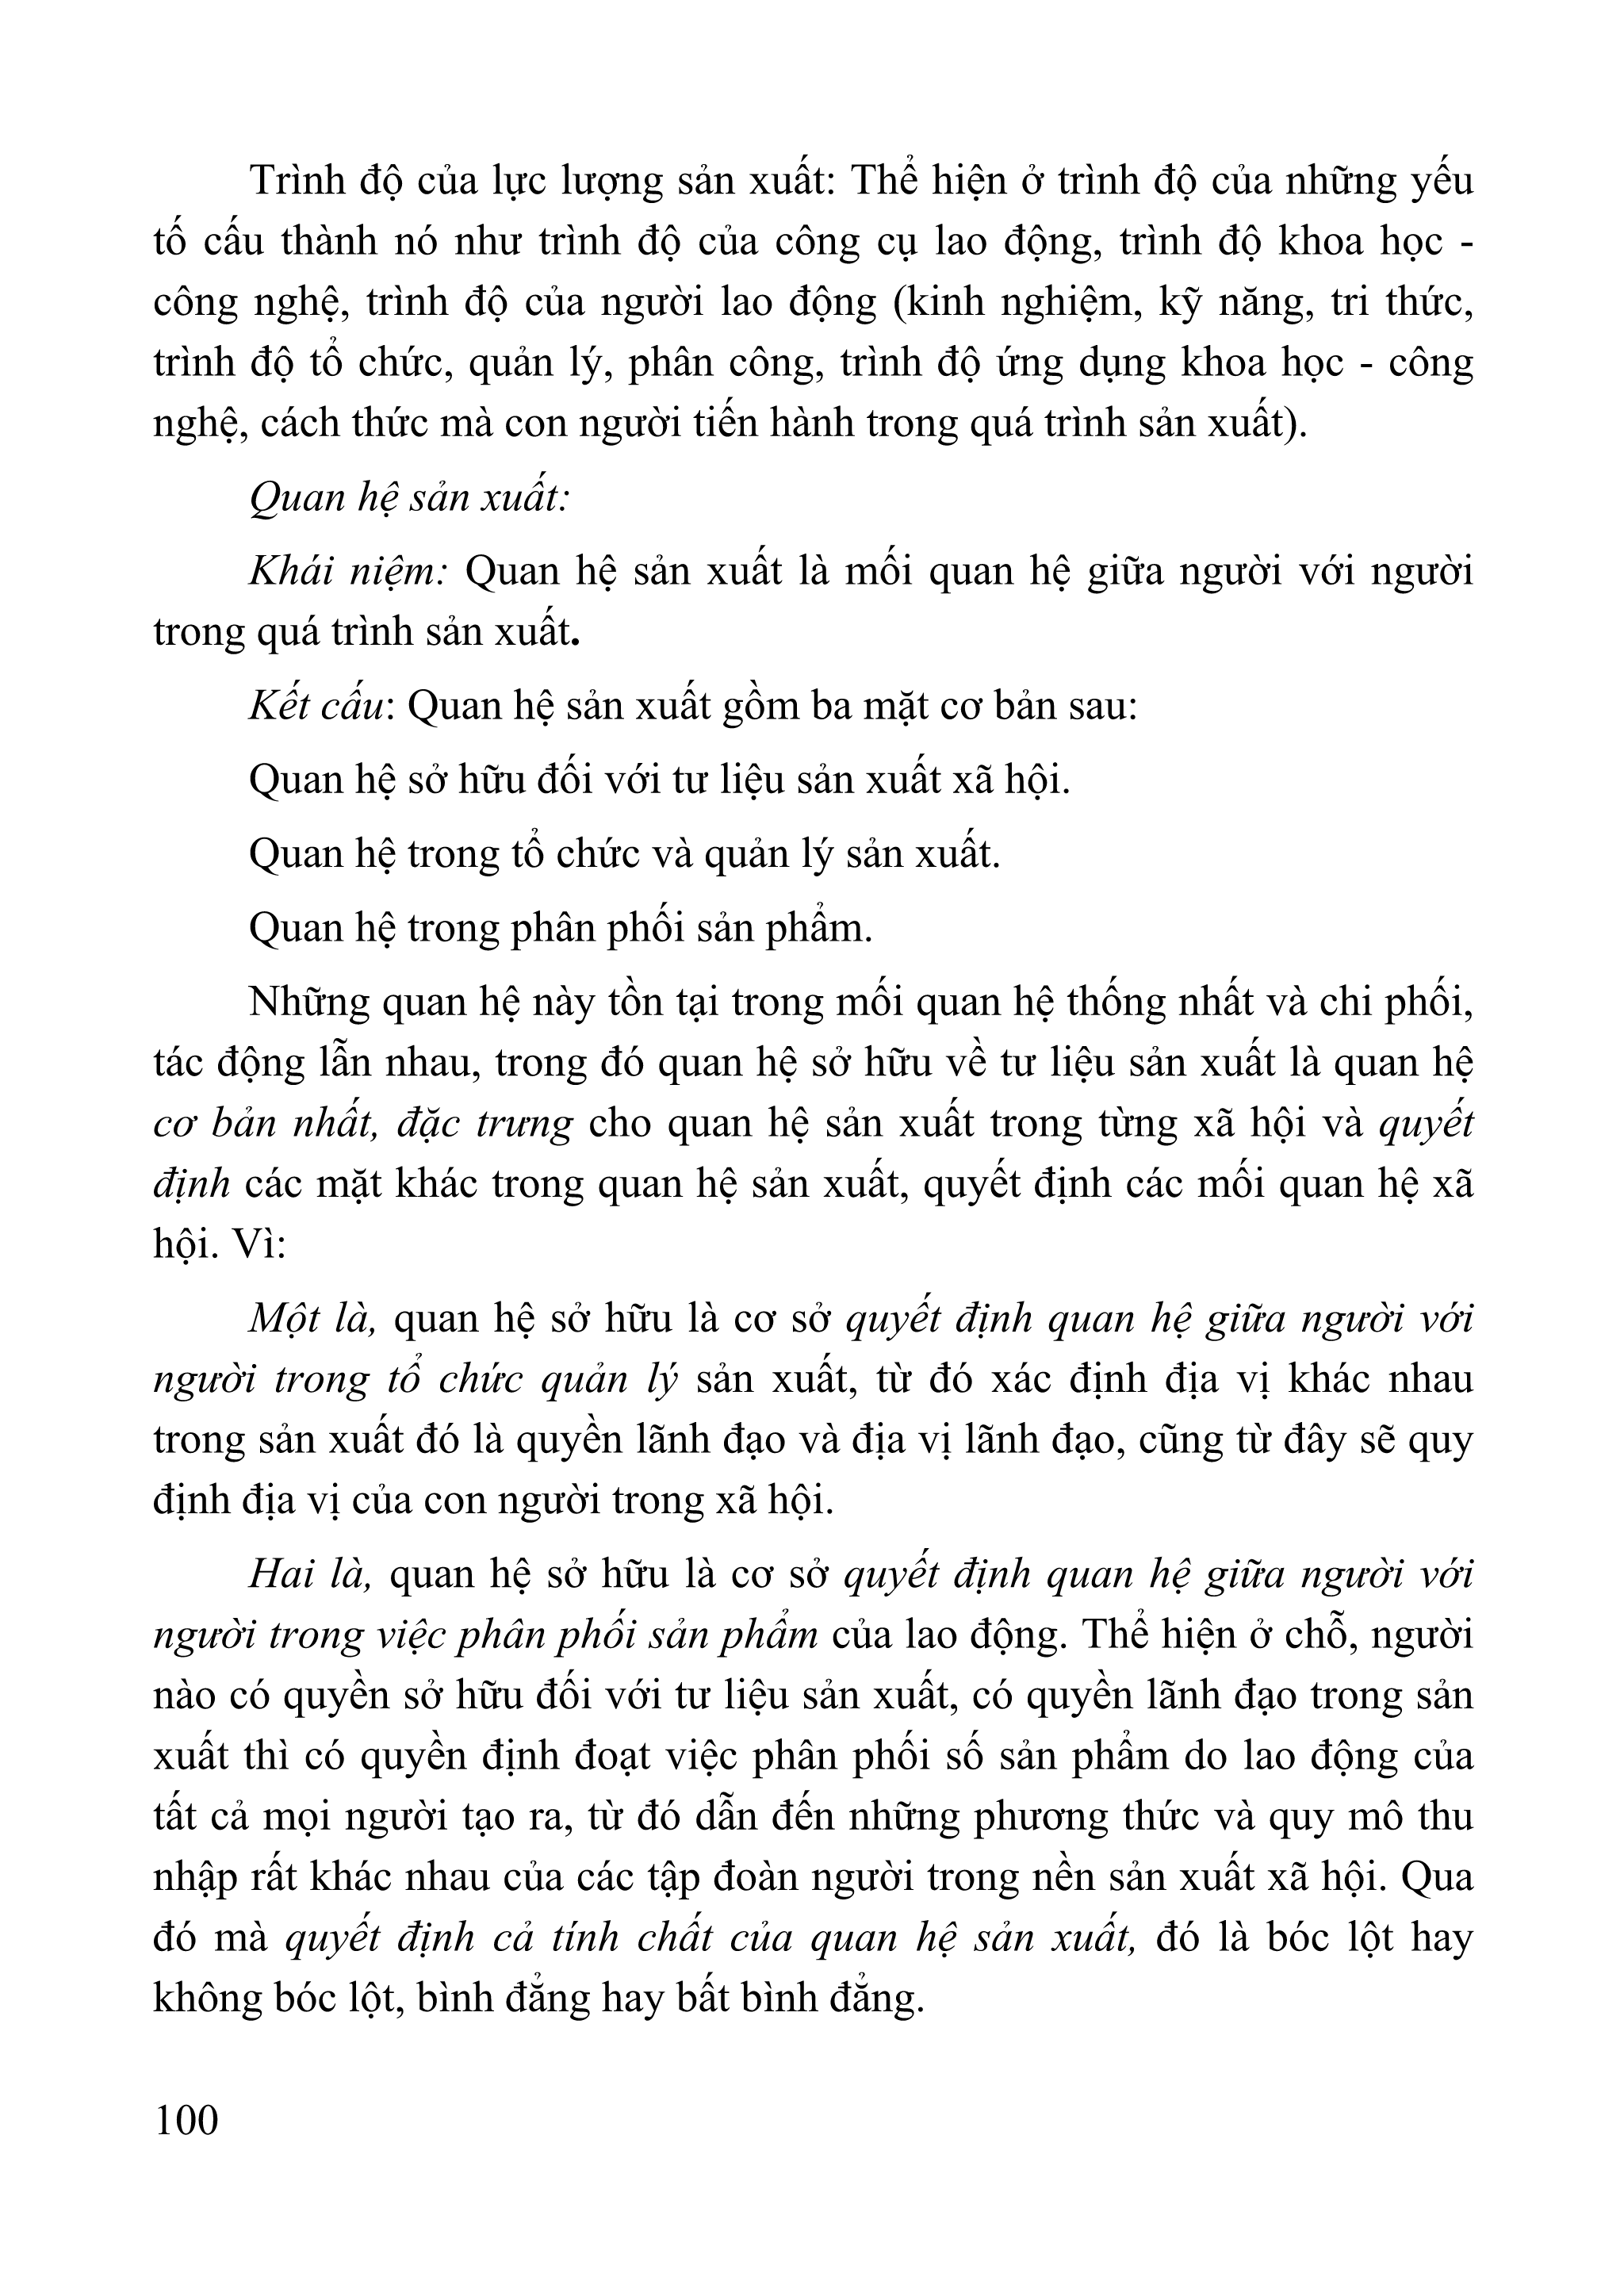 Trình độ của lực lượng sản xuất: Thể hiện ở trình độ của những yếu
tố cấu thành nó như trình độ của công cụ lao động, trình độ khoa học -
công nghệ, trình độ của người lao động (kinh nghiệm, kỹ năng, tri thức,
trình độ tổ chức, quản lý, phân công, trình độ ứng dụng khoa học - công
nghệ, cách thức mà con người tiến hành trong quá trình sản xuất).
Quan hệ sản xuất:
Khái niệm: Quan hệ sản xuất là mối quan hệ giữa người với người
trong quá trình sản xuất.
Kết cấu: Quan hệ sản xuất gồm ba mặt cơ bản sau:
Quan hệ sở hữu đối với tư liệu sản xuất xã hội.
Quan hệ trong tổ chức và quản lý sản xuất.
Quan hệ trong phân phối sản phẩm.
Những quan hệ này tồn tại trong mối quan hệ thống nhất và chi phối,
tác động lẫn nhau, trong đó quan hệ sở hữu về tư liệu sản xuất là quan hệ
cơ bản nhất, đặc trưng cho quan hệ sản xuất trong từng xã hội và quyết
định các mặt khác trong quan hệ sản xuất, quyết định các mối quan hệ xã
hội. Vì:
Một là, quan hệ sở hữu là cơ sở quyết định quan hệ giữa người với
người trong tổ chức quản lý sản xuất, từ đó xác định địa vị khác nhau
trong sản xuất đó là quyền lãnh đạo và địa vị lãnh đạo, cũng từ đây sẽ quy
định địa vị của con người trong xã hội.
Hai là, quan hệ sở hữu là cơ sở quyết định quan hệ giữa người với
người trong việc phân phối sản phẩm của lao động. Thể hiện ở chỗ, người
nào có quyền sở hữu đối với tư liệu sản xuất, có quyền lãnh đạo trong sản
xuất thì có quyền định đoạt việc phân phối số sản phẩm do lao động của
tất cả mọi người tạo ra, từ đó dẫn đến những phương thức và quy mô thu
nhập rất khác nhau của các tập đoàn người trong nền sản xuất xã hội. Qua
đó mà quyết định cả tính chất của quan hệ sản xuất, đó là bóc lột hay
không bóc lột, bình đẳng hay bất bình đẳng.
100